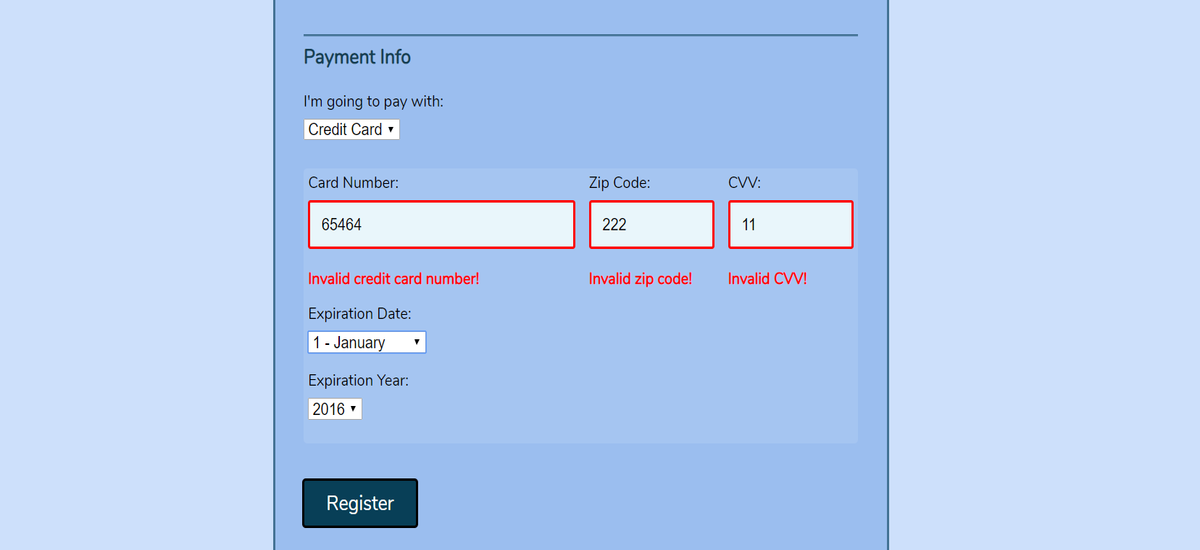 Payment Info
I'm going to pay with:
Credit Card
Card Number: Zip Code: CVV:
65464 222 11
Invalid credit card number! Invalid zip code! Invalid CVV!
Expiration Date:
1 - January
Expiration Year:
2016
Register